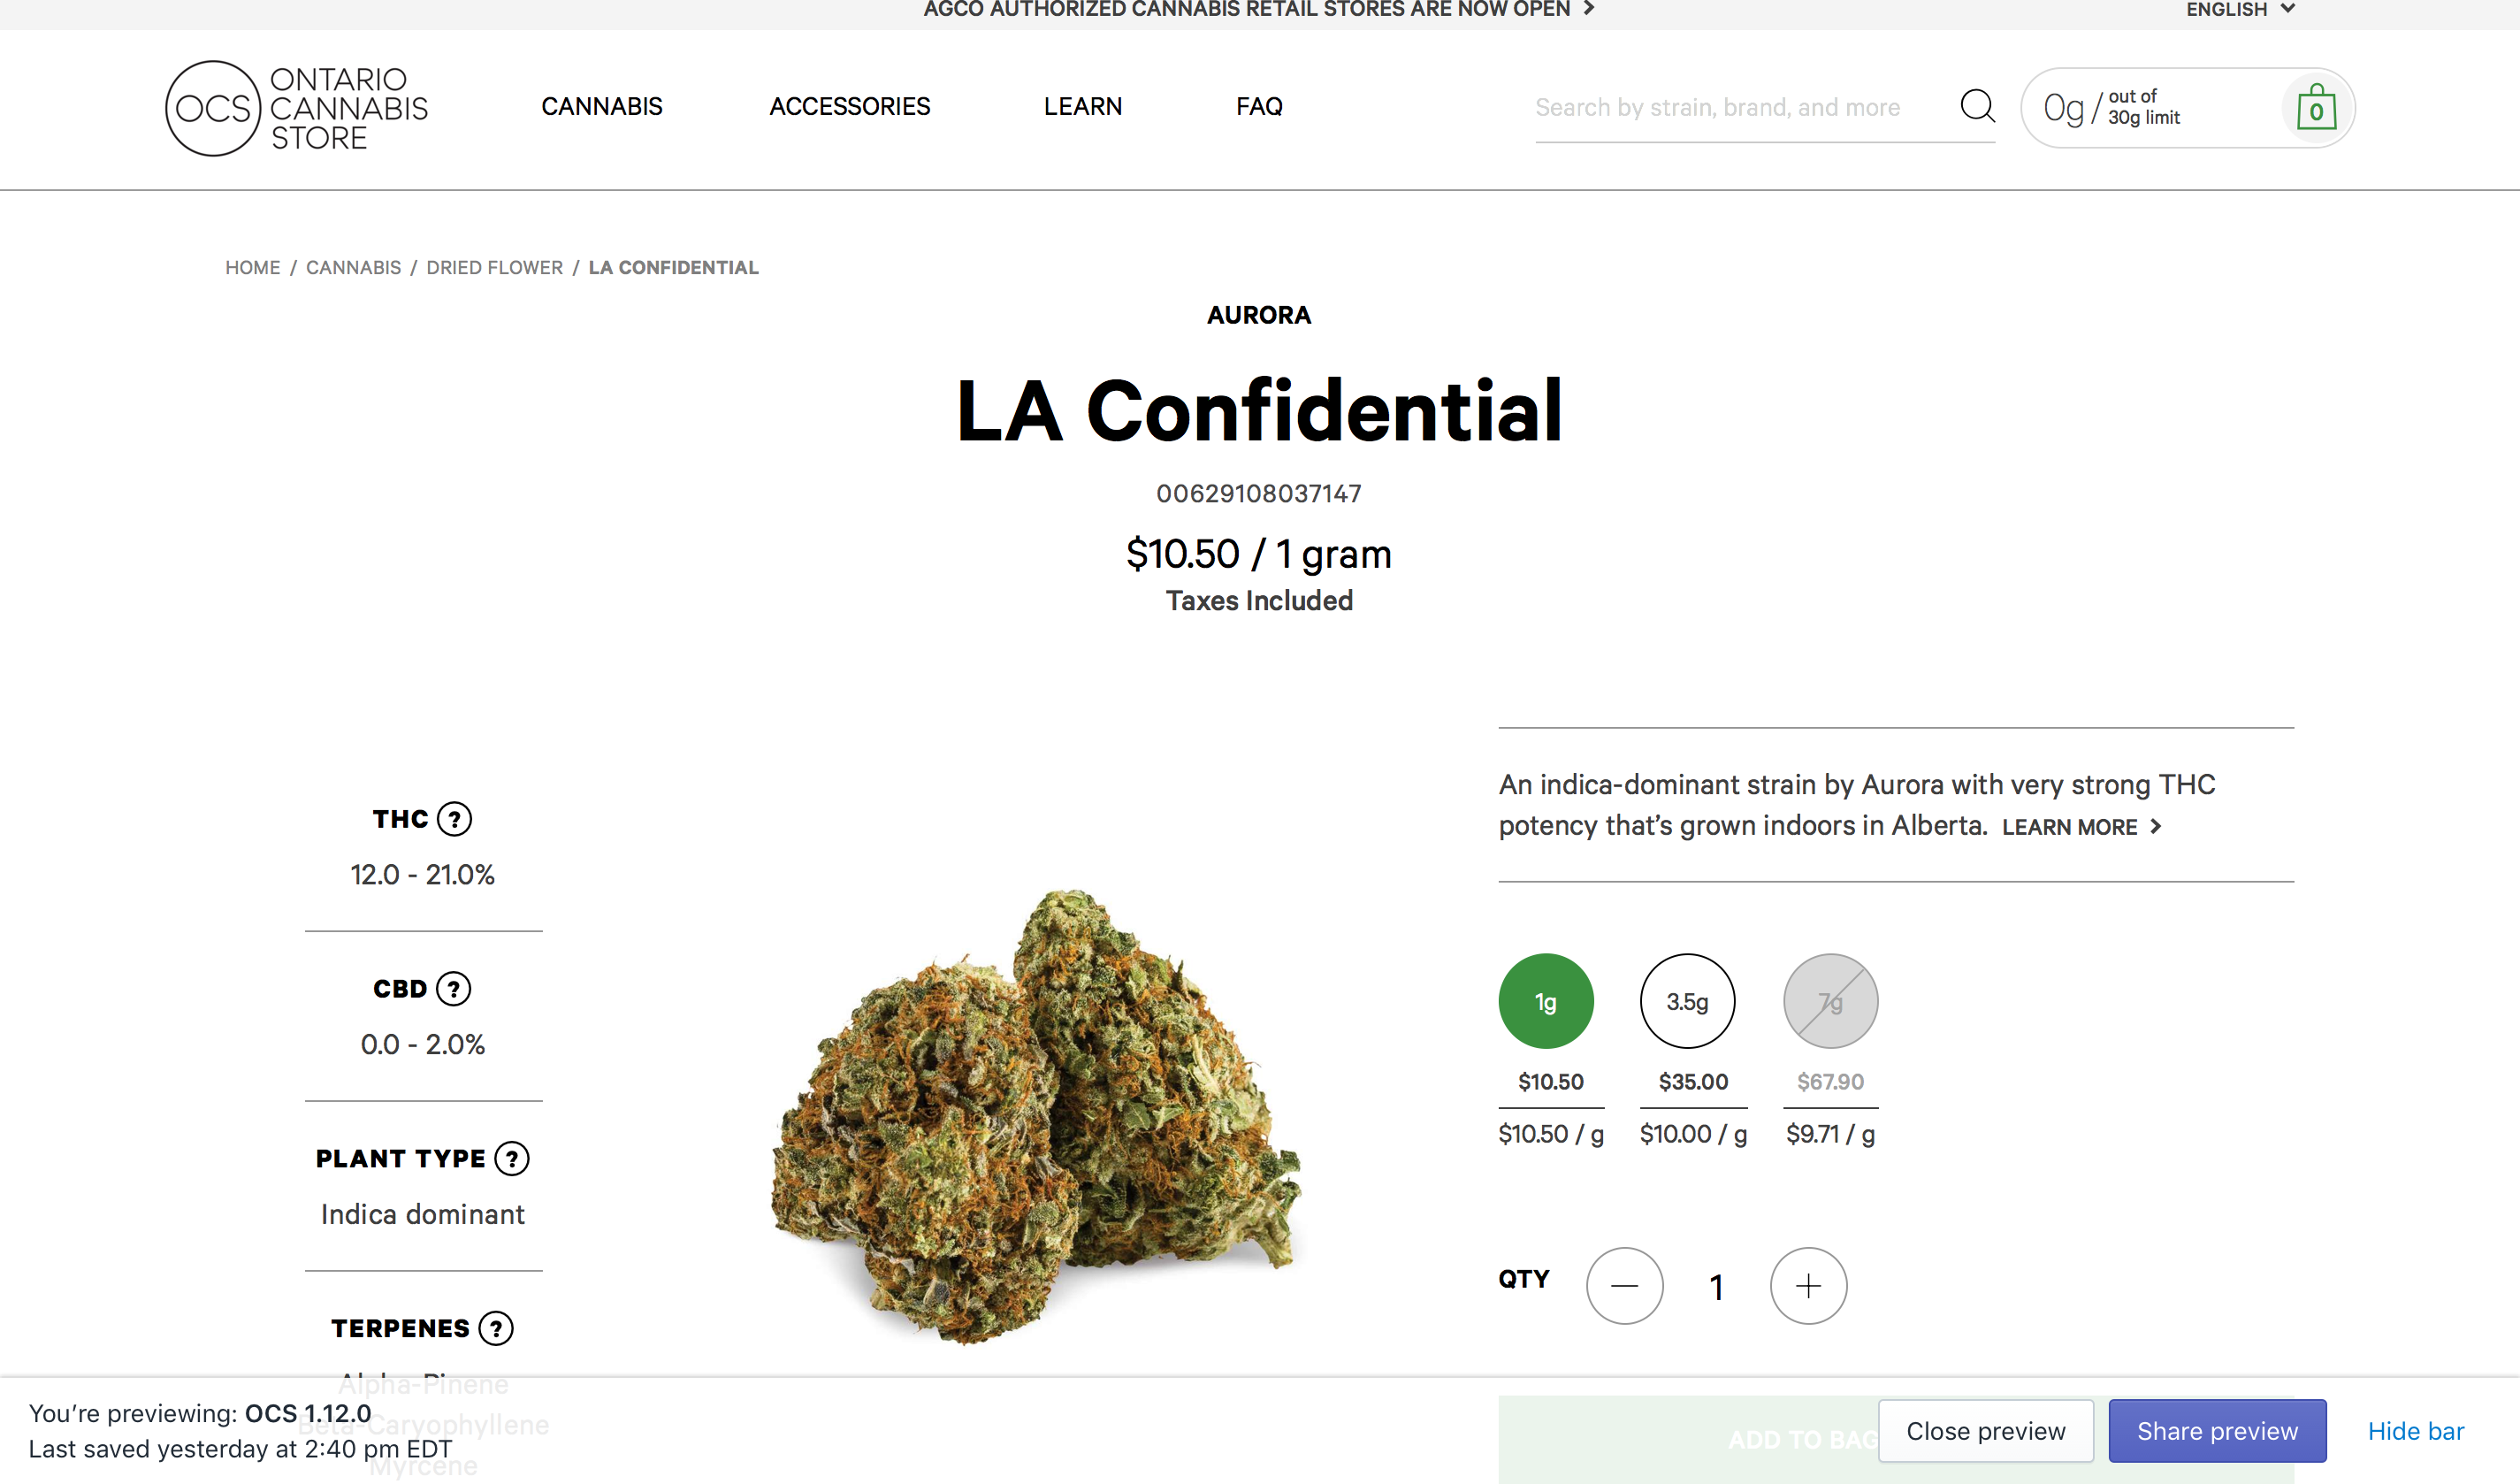 AGCO AUTHORIZED CANNABIS RETAIL STORES ARE NOW OPEN
ENGLISH
OCS
ONTARIO
CANNABIS
STORE
CANNABIS
ACCESSORIES
LEARN
FAQ
Search by strain, brand, and more
0g / out of
30g limit
0
HOME / CANNABIS / DRIED FLOWER / LA CONFIDENTIAL
AURORA
LA Confidential
00629108037147
$10.50 / 1 gram
Taxes Included
THC ?
12.0 - 21.0%
CBD ?
0.0 - 2.0%
PLANT TYPE ?
Indica dominant
TERPENES ?
Alpha-Pinene
Beta-Caryophyllene
Myrcene
An indica-dominant strain by Aurora with very strong THC
potency that’s grown indoors in Alberta. LEARN MORE
1g 3.5g 7g
$10.50 $35.00 $67.90
$10.50 / g $10.00 / g $9.71 / g
QTY 1
ADD TO BAG
You’re previewing: OCS 1.12.0
Last saved yesterday at 2:40 pm EDT
Close preview
Share preview
Hide bar